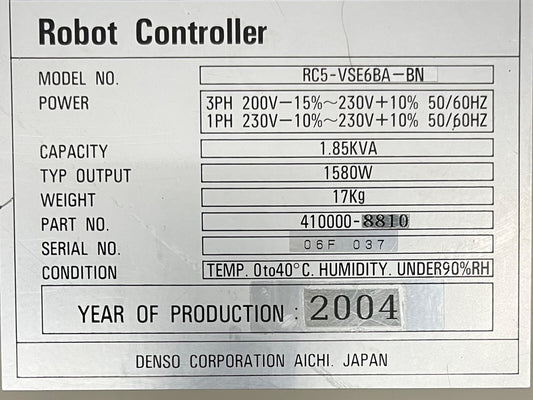 Robot Controller
MODEL NO. RC5-VSE6BA-BN
POWER 3PH 200V-15%~230V+10% 50/60HZ
1PH 230V-10%~230V+10% 50/60HZ
CAPACITY 1.85KVA
TYP OUTPUT 1580W
WEIGHT 17Kg
PART NO. 410000-8810
SERIAL NO. 06F 037
CONDITION TEMP. 0to40°C. HUMIDITY. UNDER90%RH
YEAR OF PRODUCTION : 2004
DENSO CORPORATION AICHI. JAPAN